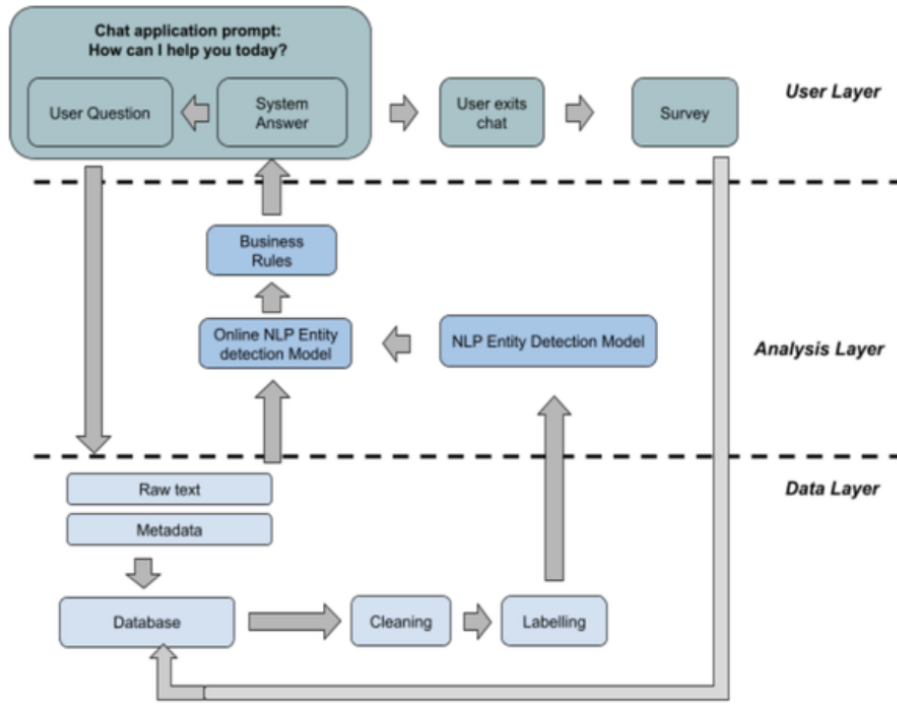 Chat application prompt:
How can I help you today?
User Question
System
Answer
User exits
chat
Survey
User Layer
Business
Rules
Online NLP Entity
detection Model
NLP Entity Detection Model
Analysis Layer
Raw text
Metadata
Data Layer
Database
Cleaning
Labelling